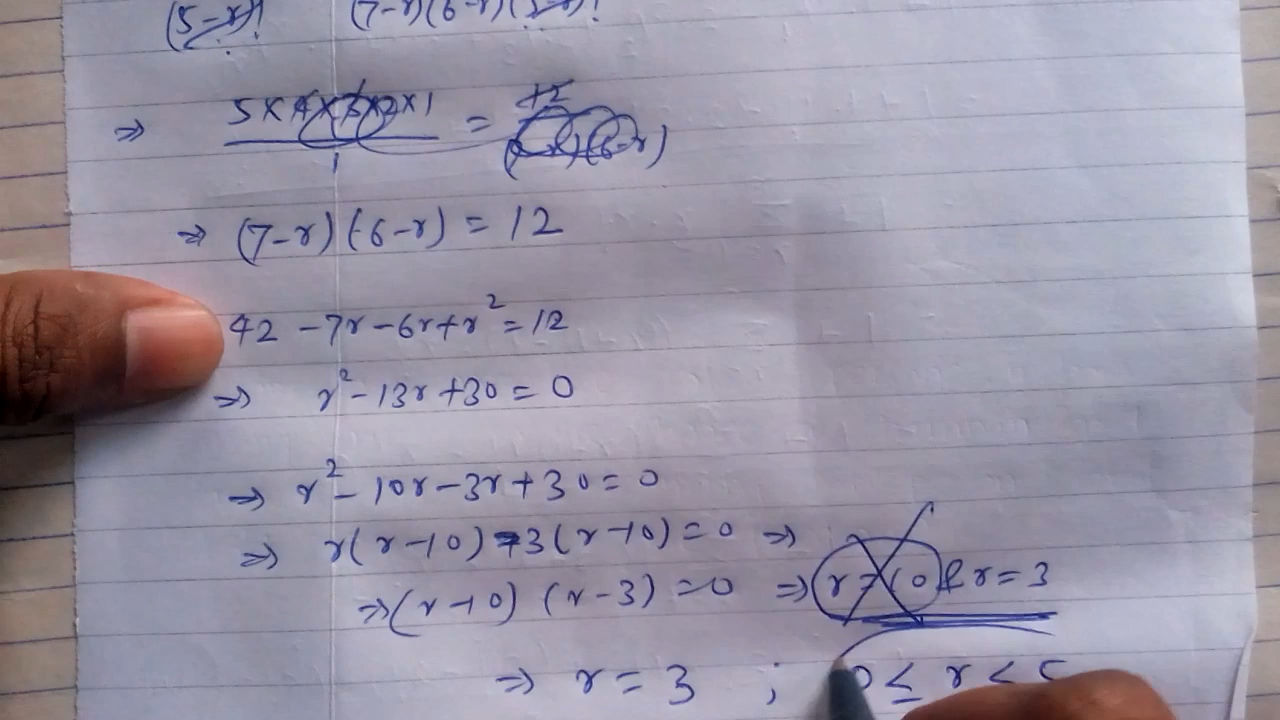 (5-r)! (7-r)(6-r)(5-r)!
⇒ 5×4×3×2×1 / 1 = 42 / (7-r)(6-r)
⇒ (7-r)(6-r) = 12
42 -7r-6r+r² = 12
⇒ r² - 13r +30 = 0
⇒ r² - 10r -3r +30 = 0
⇒ r(r-10) -3(r-10) = 0 ⇒
⇒ (r-10) (r-3) = 0 ⇒ r=10 & r=3
⇒ r = 3 ; 0 ≤ r <